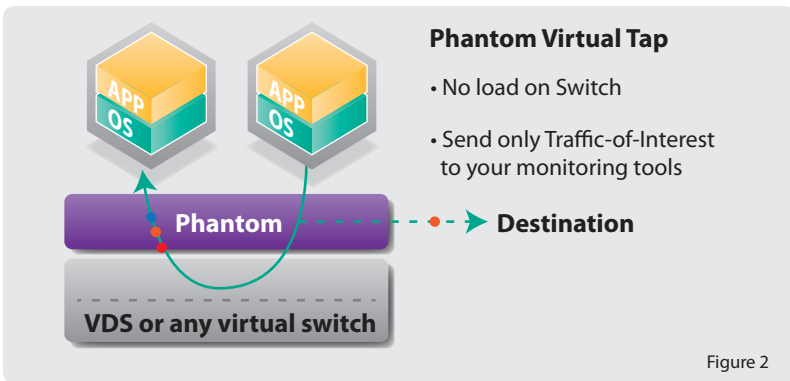 APP
OS
APP
OS
Phantom Virtual Tap
• No load on Switch
• Send only Traffic-of-Interest
to your monitoring tools
Phantom
Destination
VDS or any virtual switch
Figure 2